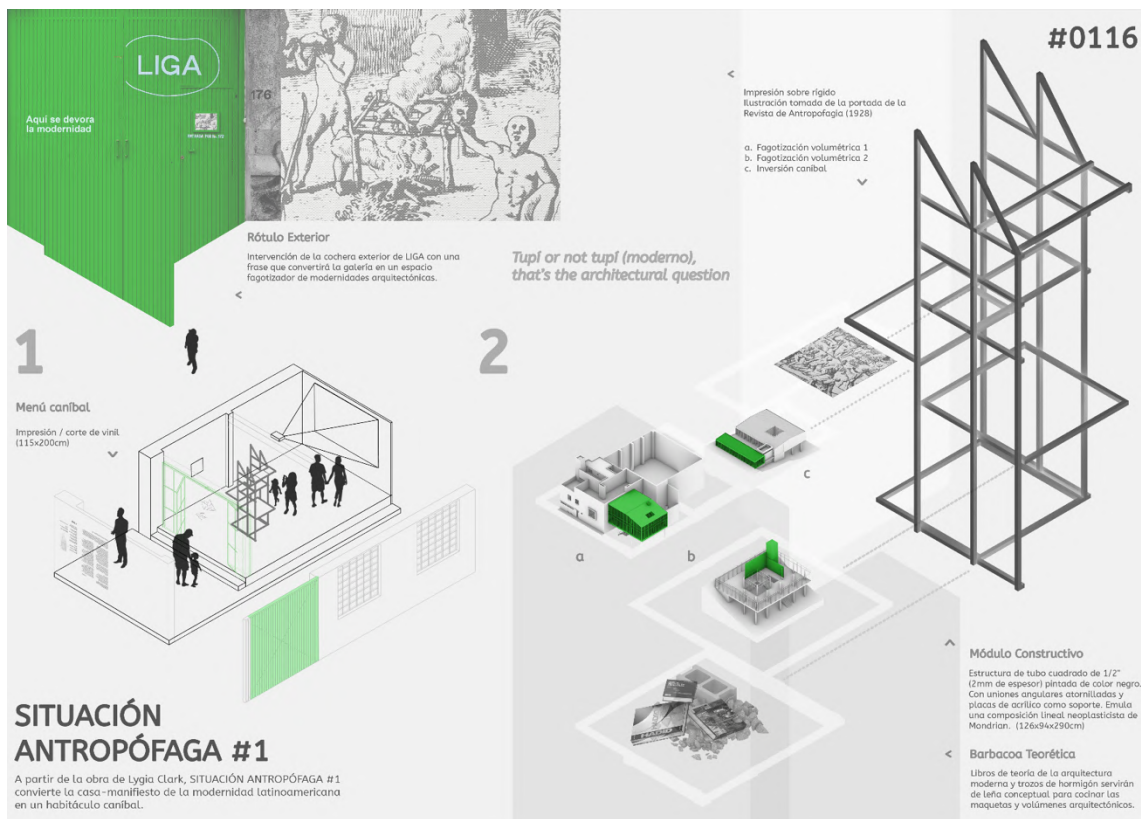 LIGA
Aquí se devora
la modernidad
176
#0116
Impresión sobre rígido
Ilustración tomada de la portada de la
Revista de Antropofagia (1928)
a. Fagotización volumétrica 1
b. Fagotización volumétrica 2
c. Inversión caníbal
Rótulo Exterior
Intervención de la cochera exterior de LIGA con una
frase que convertirá la galería en un espacio
fagotizador de modernidades arquitectónicas.
Tupí or not tupí (moderno),
that's the architectural question
1
Menú caníbal
Impresión / corte de vinil
(115x200cm)
2
a
b
c
SITUACIÓN
ANTROPÓFAGA #1
A partir de la obra de Lygia Clark, SITUACIÓN ANTROPÓFAGA #1
convierte la casa-manifiesto de la modernidad latinoamericana
en un habitáculo caníbal.
Módulo Constructivo
Estructura de tubo cuadrado de 1/2"
(2mm de espesor) pintada de color negro.
Con uniones angulares atornilladas y
placas de acrílico como soporte. Emula
una composición lineal neoplasticista de
Mondrian. (126x94x290cm)
Barbacoa Teorética
Libros de teoría de la arquitectura
moderna y trozos de hormigón servirán
de leña conceptual para cocinar las
maquetas y volúmenes arquitectónicos.